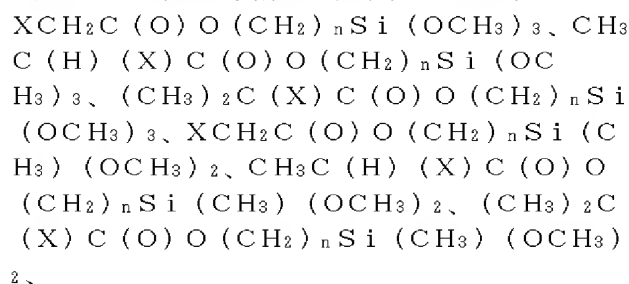 XCH₂C（O）O（CH₂）ₙSi（OCH₃）₃、CH₃
C（H）（X）C（O）O（CH₂）ₙSi（OC
H₃）₃、（CH₃）₂C（X）C（O）O（CH₂）ₙSi
（OCH₃）₃、XCH₂C（O）O（CH₂）ₙSi（C
H₃）（OCH₃）₂、CH₃C（H）（X）C（O）O
（CH₂）ₙSi（CH₃）（OCH₃）₂、（CH₃）₂C
（X）C（O）O（CH₂）ₙSi（CH₃）（OCH₃）
₂、